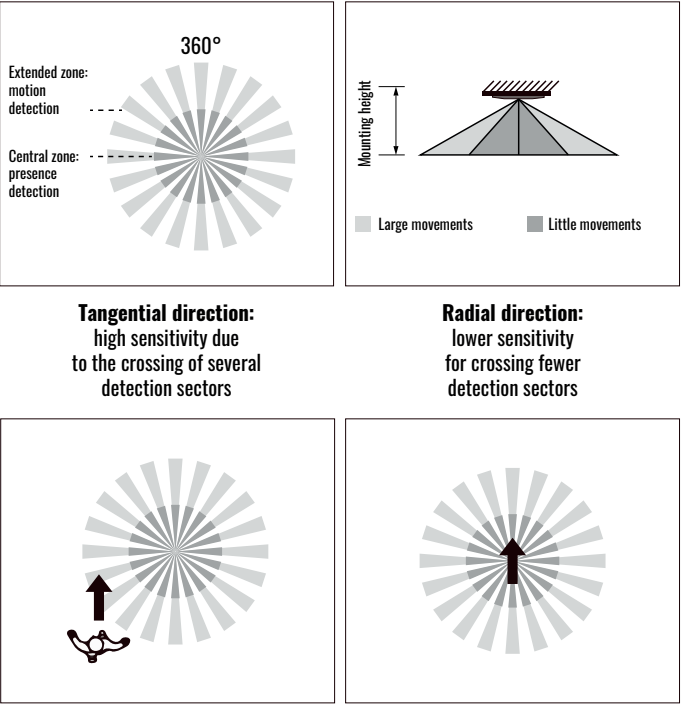 360°
Extended zone:
motion
detection
Central zone:
presence
detection
Mounting height
Large movements
Little movements
Tangential direction:
high sensitivity due
to the crossing of several
detection sectors
Radial direction:
lower sensitivity
for crossing fewer
detection sectors